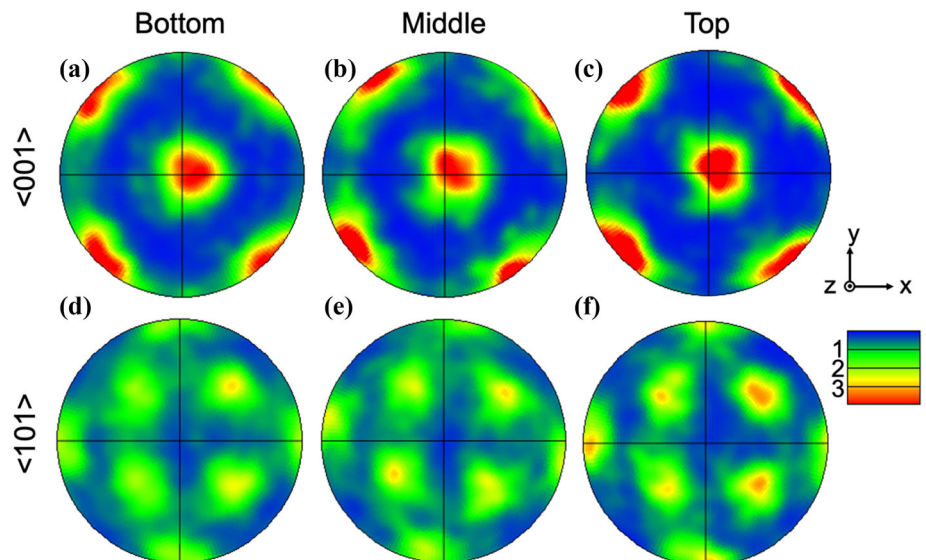 Bottom Middle Top
(a) (b) (c)
<001>
y
z x
(d) (e) (f)
1
2
3
<101>